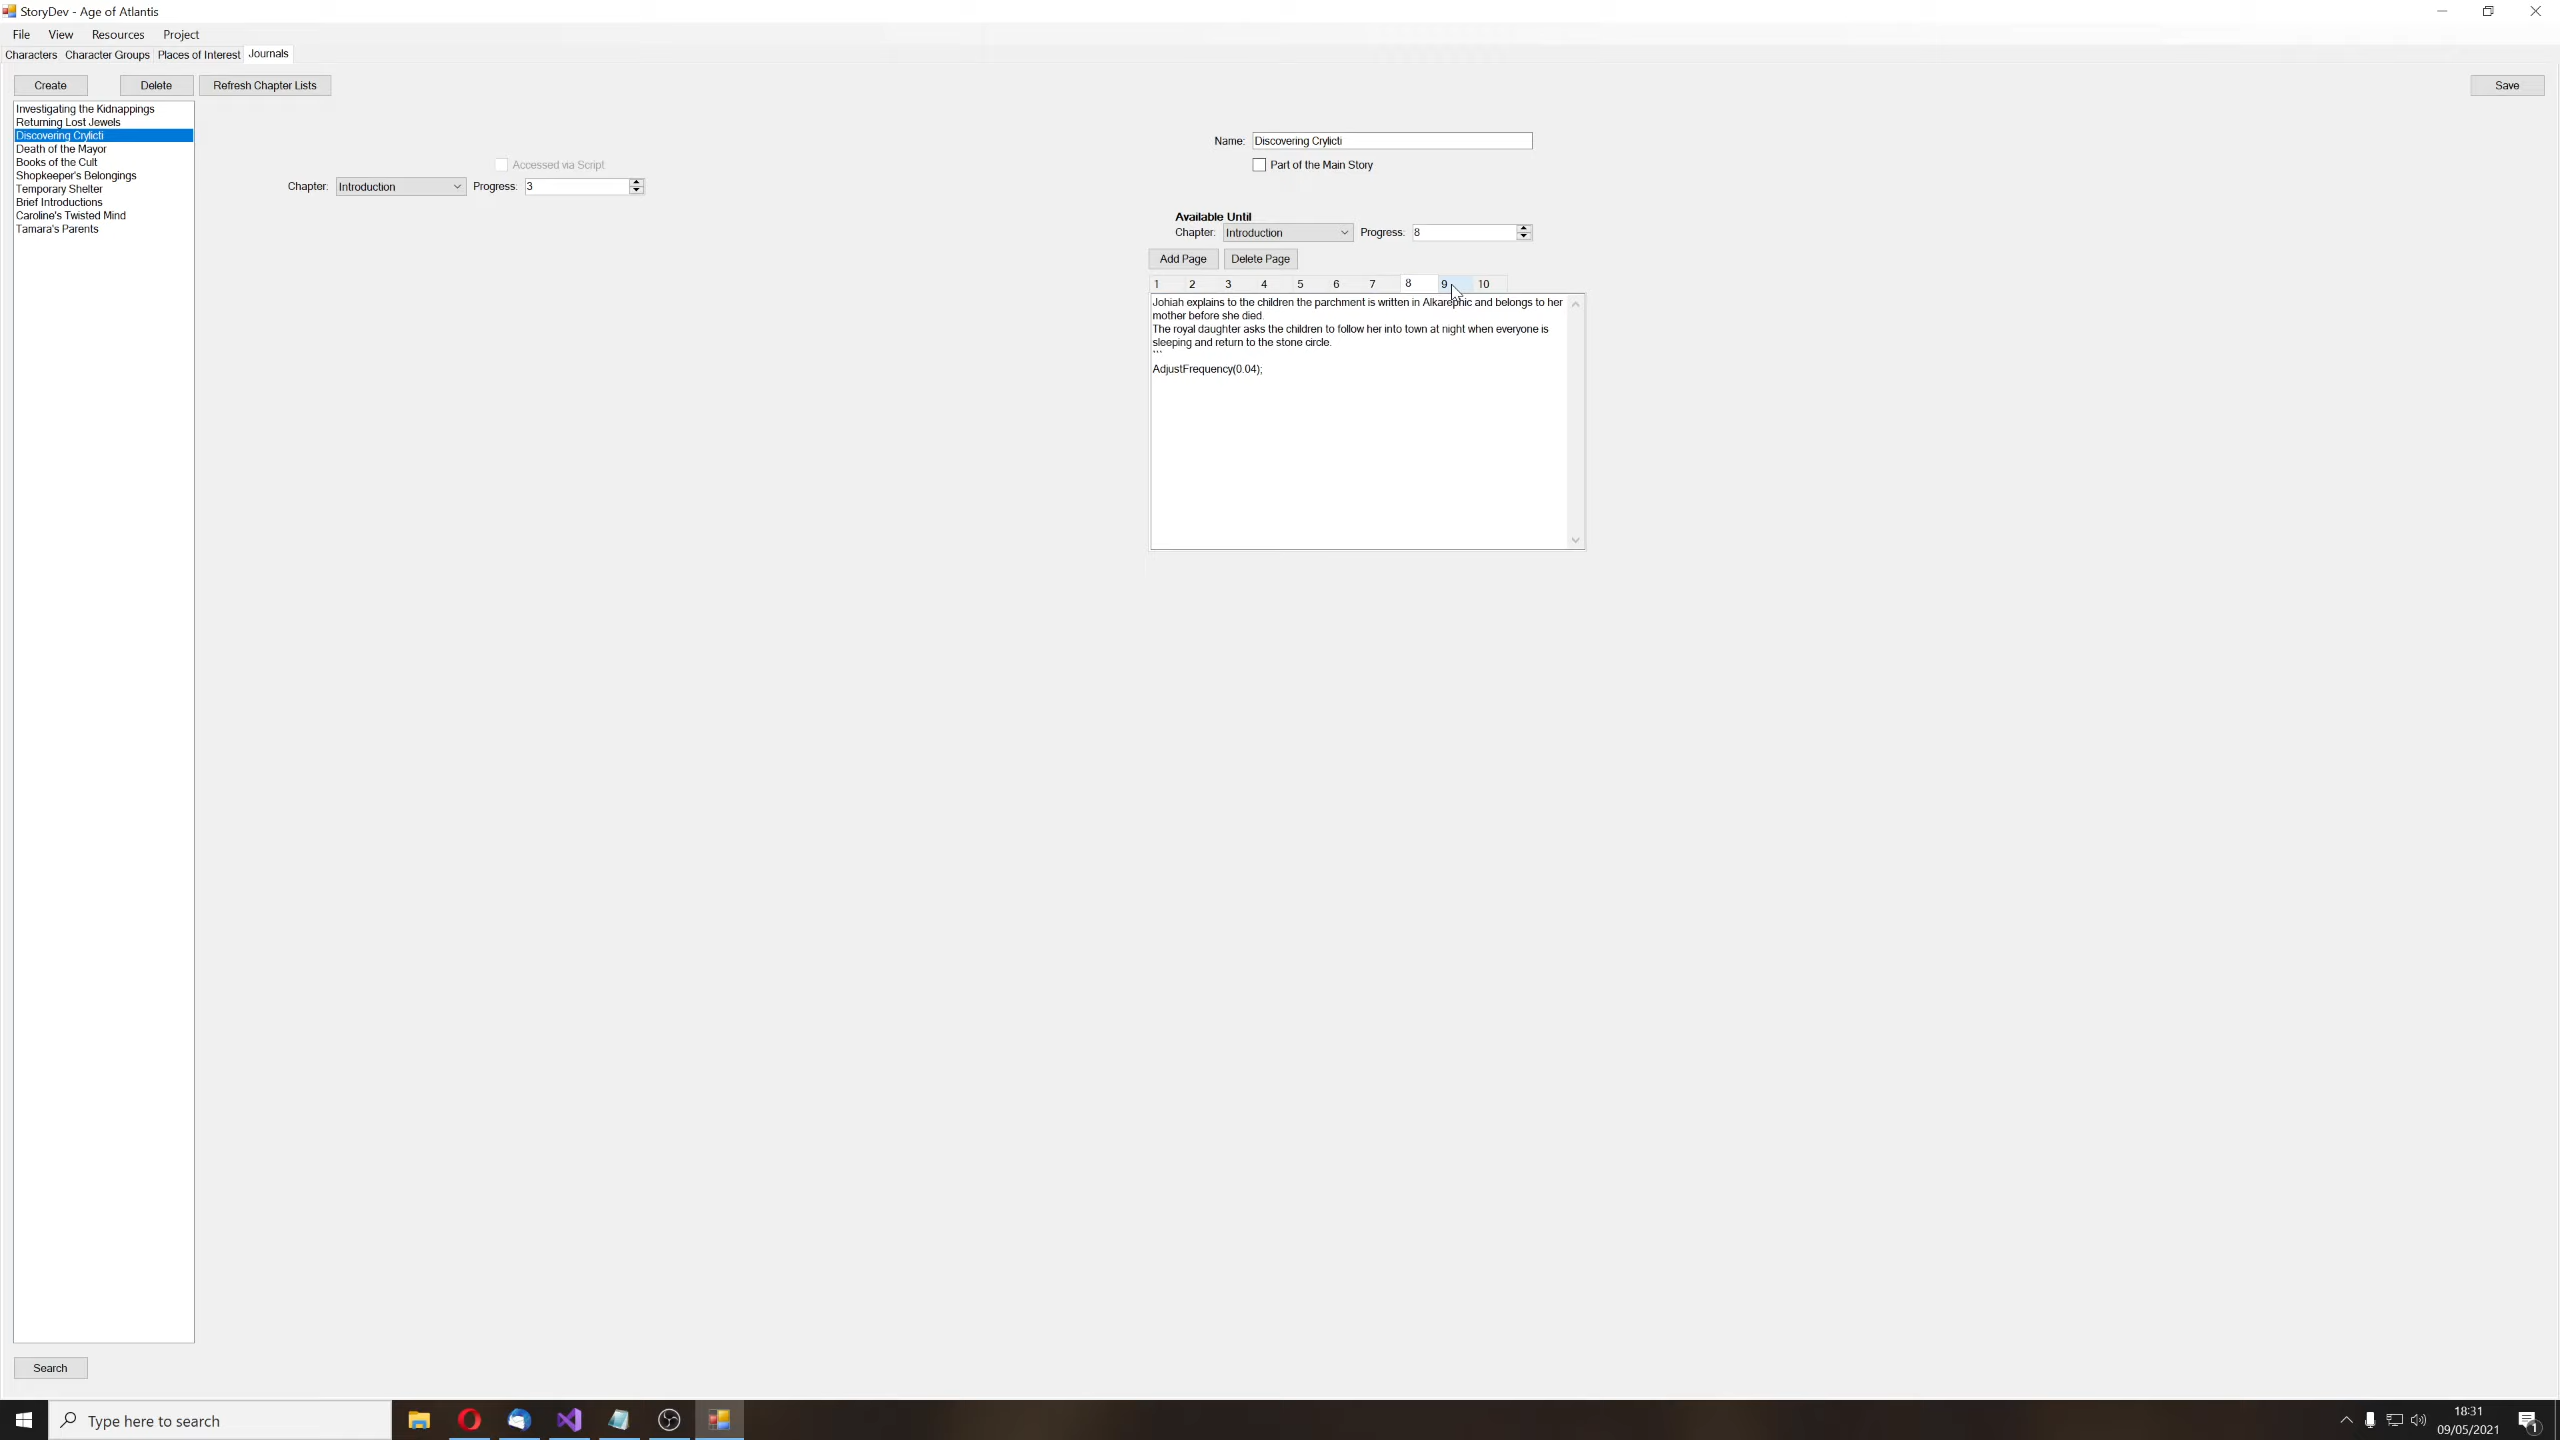 StoryDev - Age of Atlantis
File View Resources Project
Characters Character Groups Places of Interest Journals
Create Delete Refresh Chapter Lists Save
Investigating the Kidnappings
Returning Lost Jewels
Discovering Crylicti
Death of the Mayor
Books of the Cult
Shopkeeper's Belongings
Temporary Shelter
Brief Introductions
Caroline's Twisted Mind
Tamara's Parents
Accessed via Script
Chapter: Introduction Progress: 3
Name: Discovering Crylicti
Part of the Main Story
Available Until
Chapter: Introduction Progress: 8
Add Page Delete Page
1 2 3 4 5 6 7 8 9 10
Johiah explains to the children the parchment is written in Alkarephic and belongs to her
mother before she died.
The royal daughter asks the children to follow her into town at night when everyone is
sleeping and return to the stone circle.
```
AdjustFrequency(0.04);
Search
Type here to search
18:31
09/05/2021
1